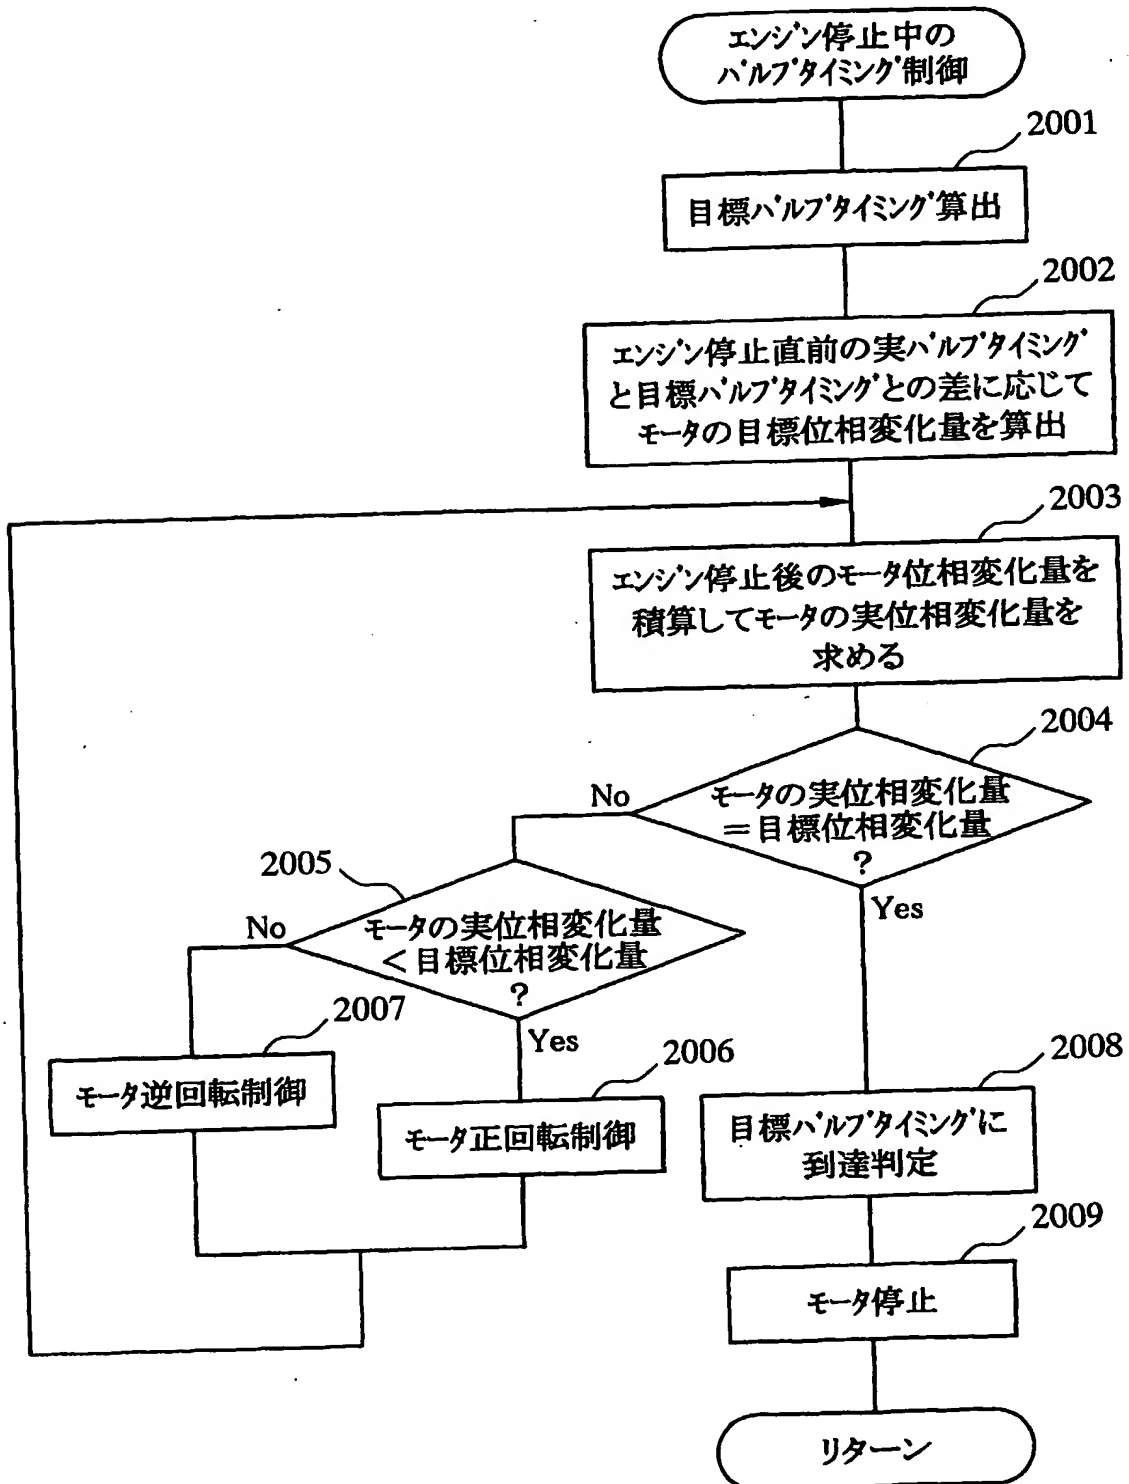 エンジン停止中の
バルブタイミング制御
2001
目標バルブタイミング算出
2002
エンジン停止直前の実バルブタイミング
と目標バルブタイミングとの差に応じて
モータの目標位相変化量を算出
2003
エンジン停止後のモータ位相変化量を
積算してモータの実位相変化量を
求める
2004
モータの実位相変化量
=目標位相変化量
?
No
Yes
2005
モータの実位相変化量
<目標位相変化量
?
No
Yes
2007
モータ逆回転制御
2006
モータ正回転制御
2008
目標バルブタイミングに
到達判定
2009
モータ停止
リターン